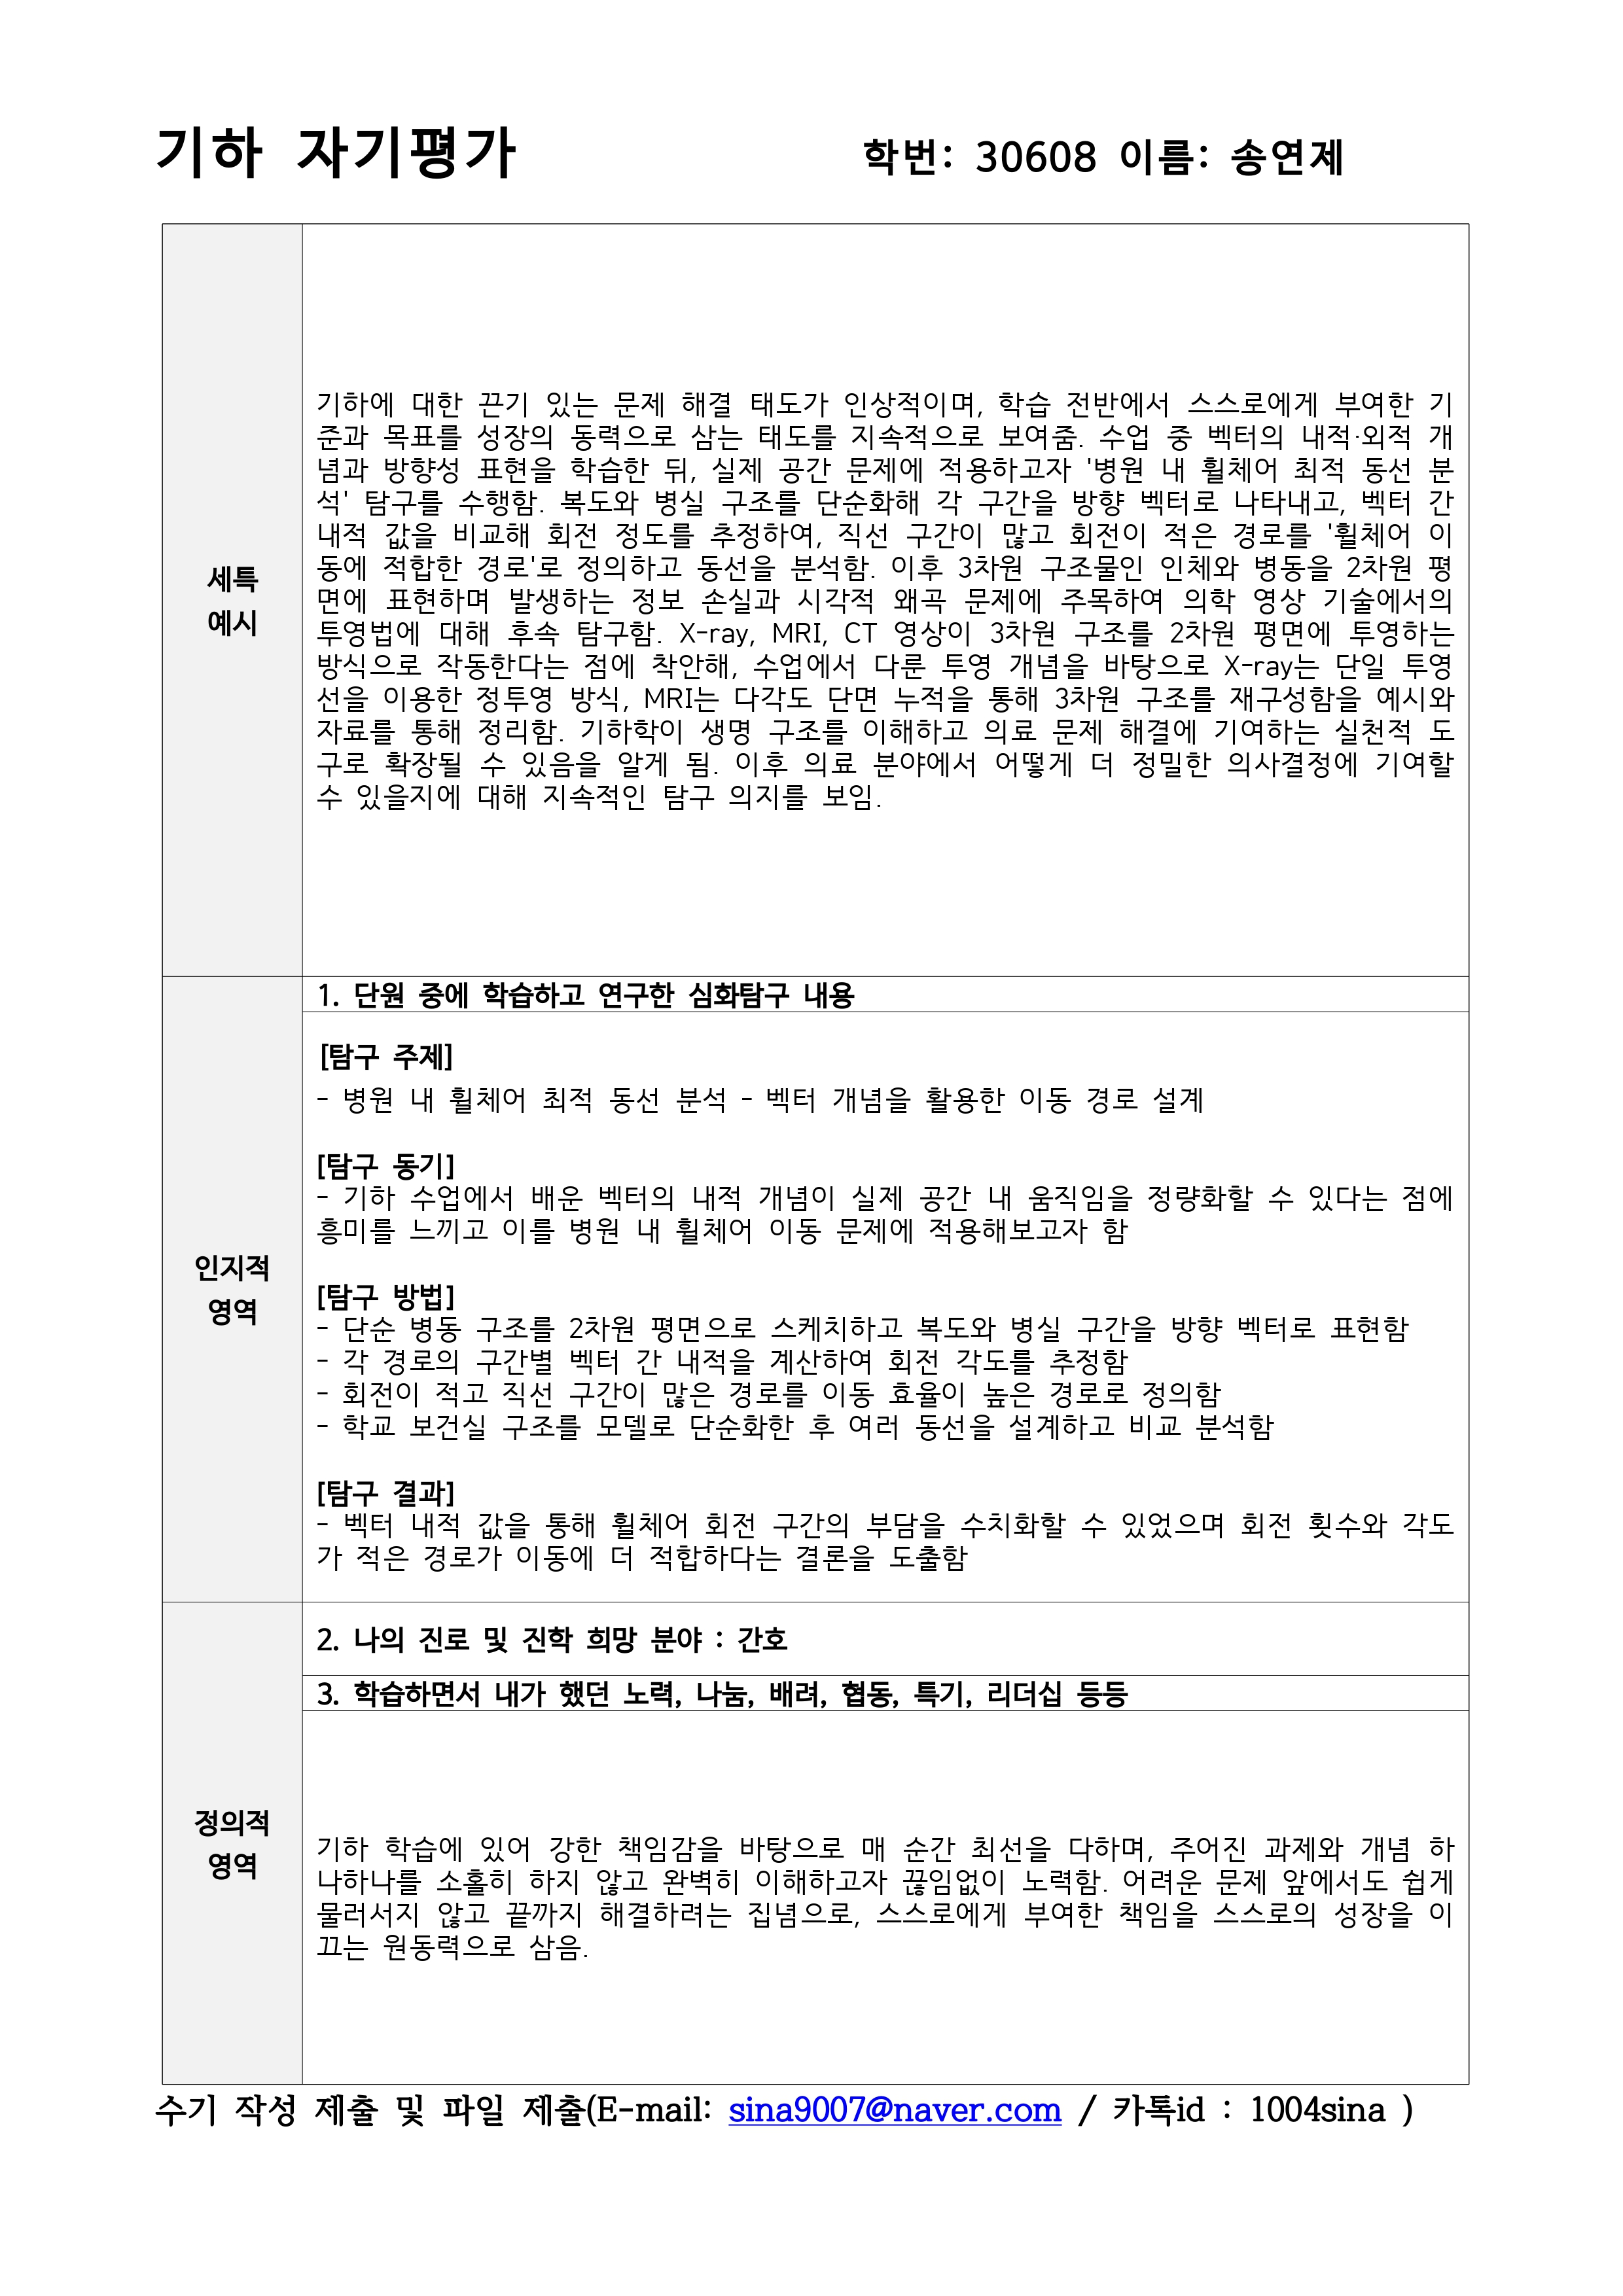 기하 자기평가
학번: 30608 이름: 송연제
세특
예시
기하에 대한 끈기 있는 문제 해결 태도가 인상적이며, 학습 전반에서 스스로에게 부여한 기
준과 목표를 성장의 동력으로 삼는 태도를 지속적으로 보여줌. 수업 중 벡터의 내적·외적 개
념과 방향성 표현을 학습한 뒤, 실제 공간 문제에 적용하고자 '병원 내 휠체어 최적 동선 분
석' 탐구를 수행함. 복도와 병실 구조를 단순화해 각 구간을 방향 벡터로 나타내고, 벡터 간
내적 값을 비교해 회전 정도를 추정하여, 직선 구간이 많고 회전이 적은 경로를 '휠체어 이
동에 적합한 경로'로 정의하고 동선을 분석함. 이후 3차원 구조물인 인체와 병동을 2차원 평
면에 표현하며 발생하는 정보 손실과 시각적 왜곡 문제에 주목하여 의학 영상 기술에서의
투영법에 대해 후속 탐구함. X-ray, MRI, CT 영상이 3차원 구조를 2차원 평면에 투영하는
방식으로 작동한다는 점에 착안해, 수업에서 다룬 투영 개념을 바탕으로 X-ray는 단일 투영
선을 이용한 정투영 방식, MRI는 다각도 단면 누적을 통해 3차원 구조를 재구성함을 예시와
자료를 통해 정리함. 기하학이 생명 구조를 이해하고 의료 문제 해결에 기여하는 실천적 도
구로 확장될 수 있음을 알게 됨. 이후 의료 분야에서 어떻게 더 정밀한 의사결정에 기여할
수 있을지에 대해 지속적인 탐구 의지를 보임.
인지적
영역
1. 단원 중에 학습하고 연구한 심화탐구 내용
[탐구 주제]
- 병원 내 휠체어 최적 동선 분석 - 벡터 개념을 활용한 이동 경로 설계
[탐구 동기]
- 기하 수업에서 배운 벡터의 내적 개념이 실제 공간 내 움직임을 정량화할 수 있다는 점에
흥미를 느끼고 이를 병원 내 휠체어 이동 문제에 적용해보고자 함
[탐구 방법]
- 단순 병동 구조를 2차원 평면으로 스케치하고 복도와 병실 구간을 방향 벡터로 표현함
- 각 경로의 구간별 벡터 간 내적을 계산하여 회전 각도를 추정함
- 회전이 적고 직선 구간이 많은 경로를 이동 효율이 높은 경로로 정의함
- 학교 보건실 구조를 모델로 단순화한 후 여러 동선을 설계하고 비교 분석함
[탐구 결과]
- 벡터 내적 값을 통해 휠체어 회전 구간의 부담을 수치화할 수 있었으며 회전 횟수와 각도
가 적은 경로가 이동에 더 적합하다는 결론을 도출함
정의적
영역
2. 나의 진로 및 진학 희망 분야 : 간호
3. 학습하면서 내가 했던 노력, 나눔, 배려, 협동, 특기, 리더십 등등
기하 학습에 있어 강한 책임감을 바탕으로 매 순간 최선을 다하며, 주어진 과제와 개념 하
나하나를 소홀히 하지 않고 완벽히 이해하고자 끊임없이 노력함. 어려운 문제 앞에서도 쉽게
물러서지 않고 끝까지 해결하려는 집념으로, 스스로에게 부여한 책임을 스스로의 성장을 이
끄는 원동력으로 삼음.
수기 작성 제출 및 파일 제출(E-mail: sina9007@naver.com / 카톡id : 1004sina )